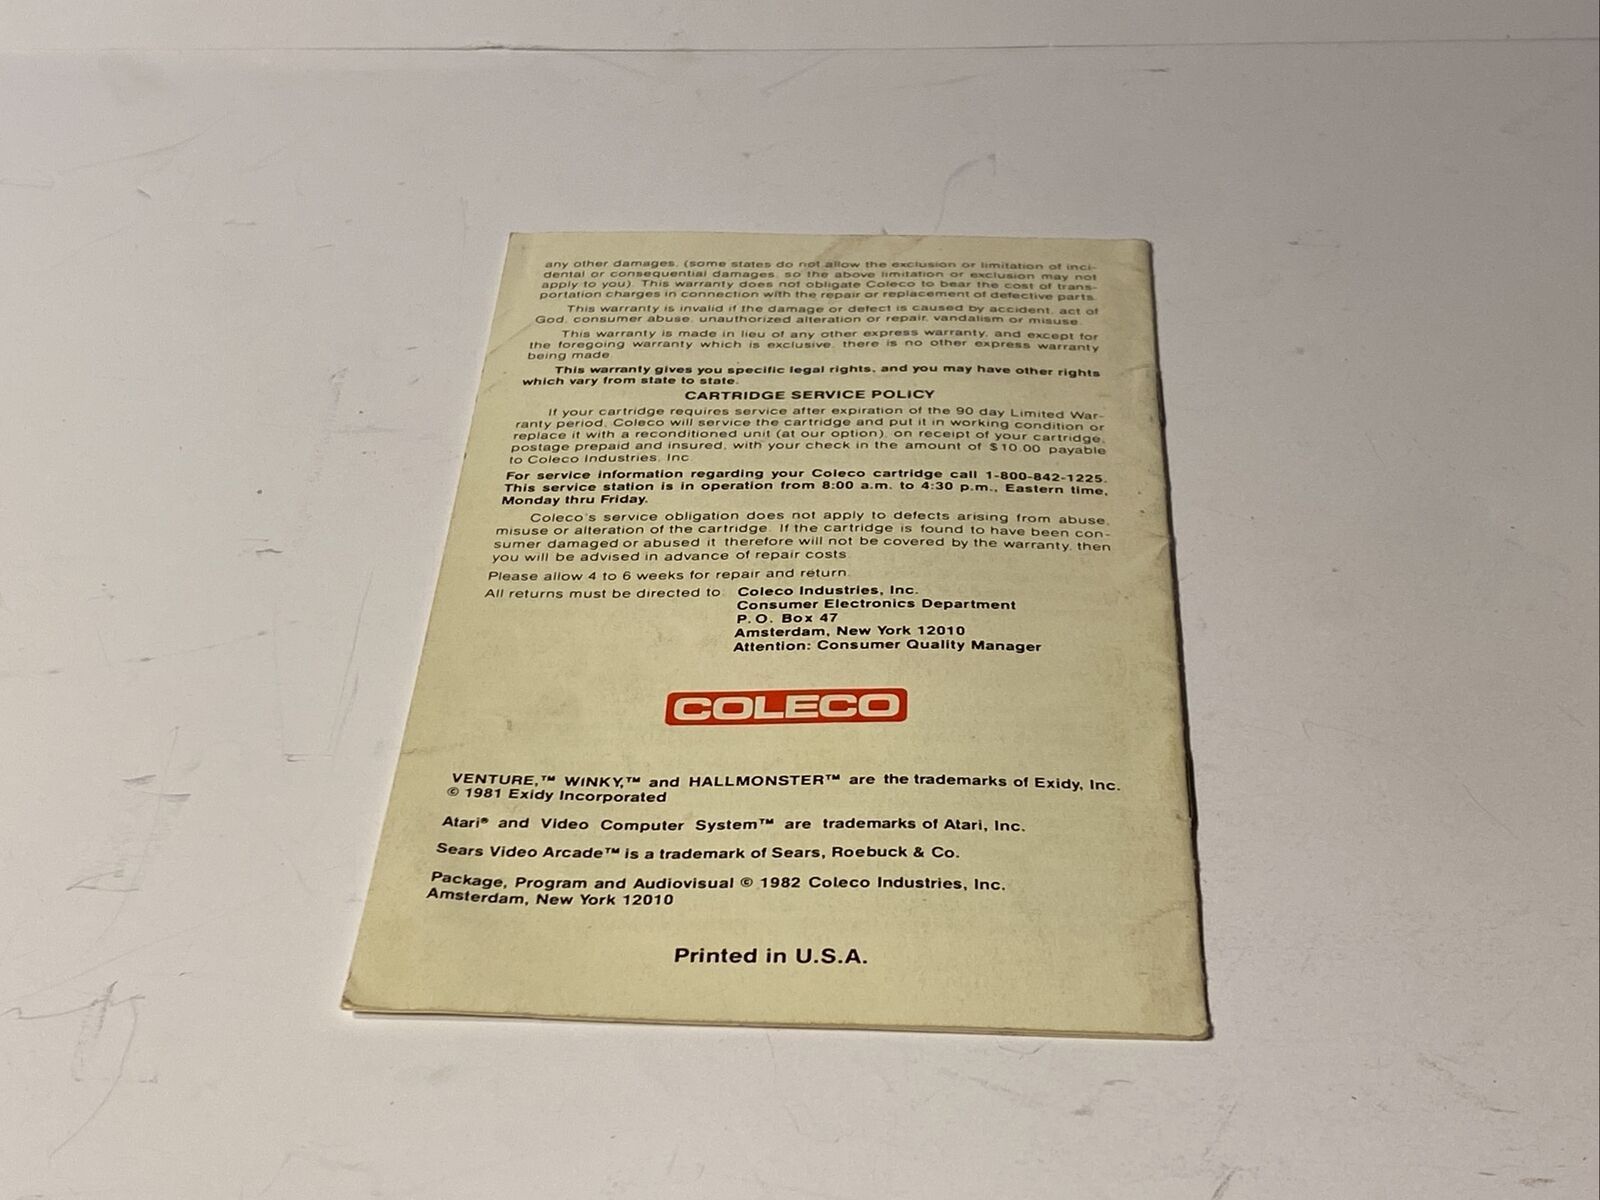 any other damages, (some states do not allow the exclusion or limitation of inci-
dental or consequential damages, so the above limitation or exclusion may not
apply to you). This warranty does not obligate Coleco to bear the cost of trans-
portation charges in connection with the repair or replacement of defective parts.
This warranty is invalid if the damage or defect is caused by accident, act of
God, consumer abuse, unauthorized alteration or repair, vandalism or misuse.
This warranty is made in lieu of any other express warranty, and except for
the foregoing warranty which is exclusive, there is no other express warranty
being made.
This warranty gives you specific legal rights, and you may have other rights
which vary from state to state.
CARTRIDGE SERVICE POLICY
If your cartridge requires service after expiration of the 90 day Limited War-
ranty period, Coleco will service the cartridge and put it in working condition or
replace it with a reconditioned unit (at our option), on receipt of your cartridge,
postage prepaid and insured, with your check in the amount of $10.00 payable
to Coleco Industries, Inc.
For service information regarding your Coleco cartridge call 1-800-842-1225.
This service station is in operation from 8:00 a.m. to 4:30 p.m., Eastern time,
Monday thru Friday.
Coleco's service obligation does not apply to defects arising from abuse,
misuse or alteration of the cartridge. If the cartridge is found to have been con-
sumer damaged or abused it therefore will not be covered by the warranty, then
you will be advised in advance of repair costs.
Please allow 4 to 6 weeks for repair and return.
All returns must be directed to: Coleco Industries, Inc.
Consumer Electronics Department
P.O. Box 47
Amsterdam, New York 12010
Attention: Consumer Quality Manager
COLECO
VENTURE,™ WINKY,™ and HALLMONSTER™ are the trademarks of Exidy, Inc.
© 1981 Exidy Incorporated
Atari® and Video Computer System™ are trademarks of Atari, Inc.
Sears Video Arcade™ is a trademark of Sears, Roebuck & Co.
Package, Program and Audiovisual © 1982 Coleco Industries, Inc.
Amsterdam, New York 12010
Printed in U.S.A.